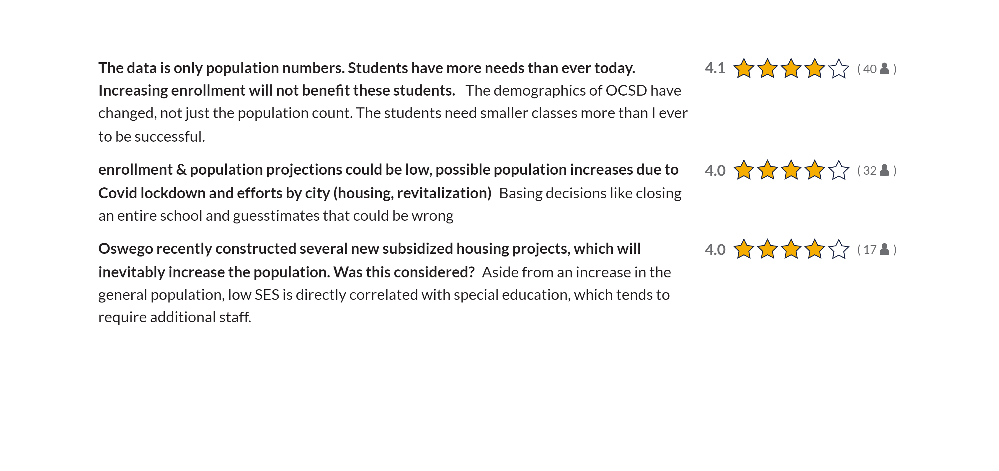 The data is only population numbers. Students have more needs than ever today. 4.1 (40)
Increasing enrollment will not benefit these students. The demographics of OCSD have
changed, not just the population count. The students need smaller classes more than I ever
to be successful.
enrollment & population projections could be low, possible population increases due to 4.0 (32)
Covid lockdown and efforts by city (housing, revitalization) Basing decisions like closing
an entire school and guesstimates that could be wrong
Oswego recently constructed several new subsidized housing projects, which will 4.0 (17)
inevitably increase the population. Was this considered? Aside from an increase in the
general population, low SES is directly correlated with special education, which tends to
require additional staff.